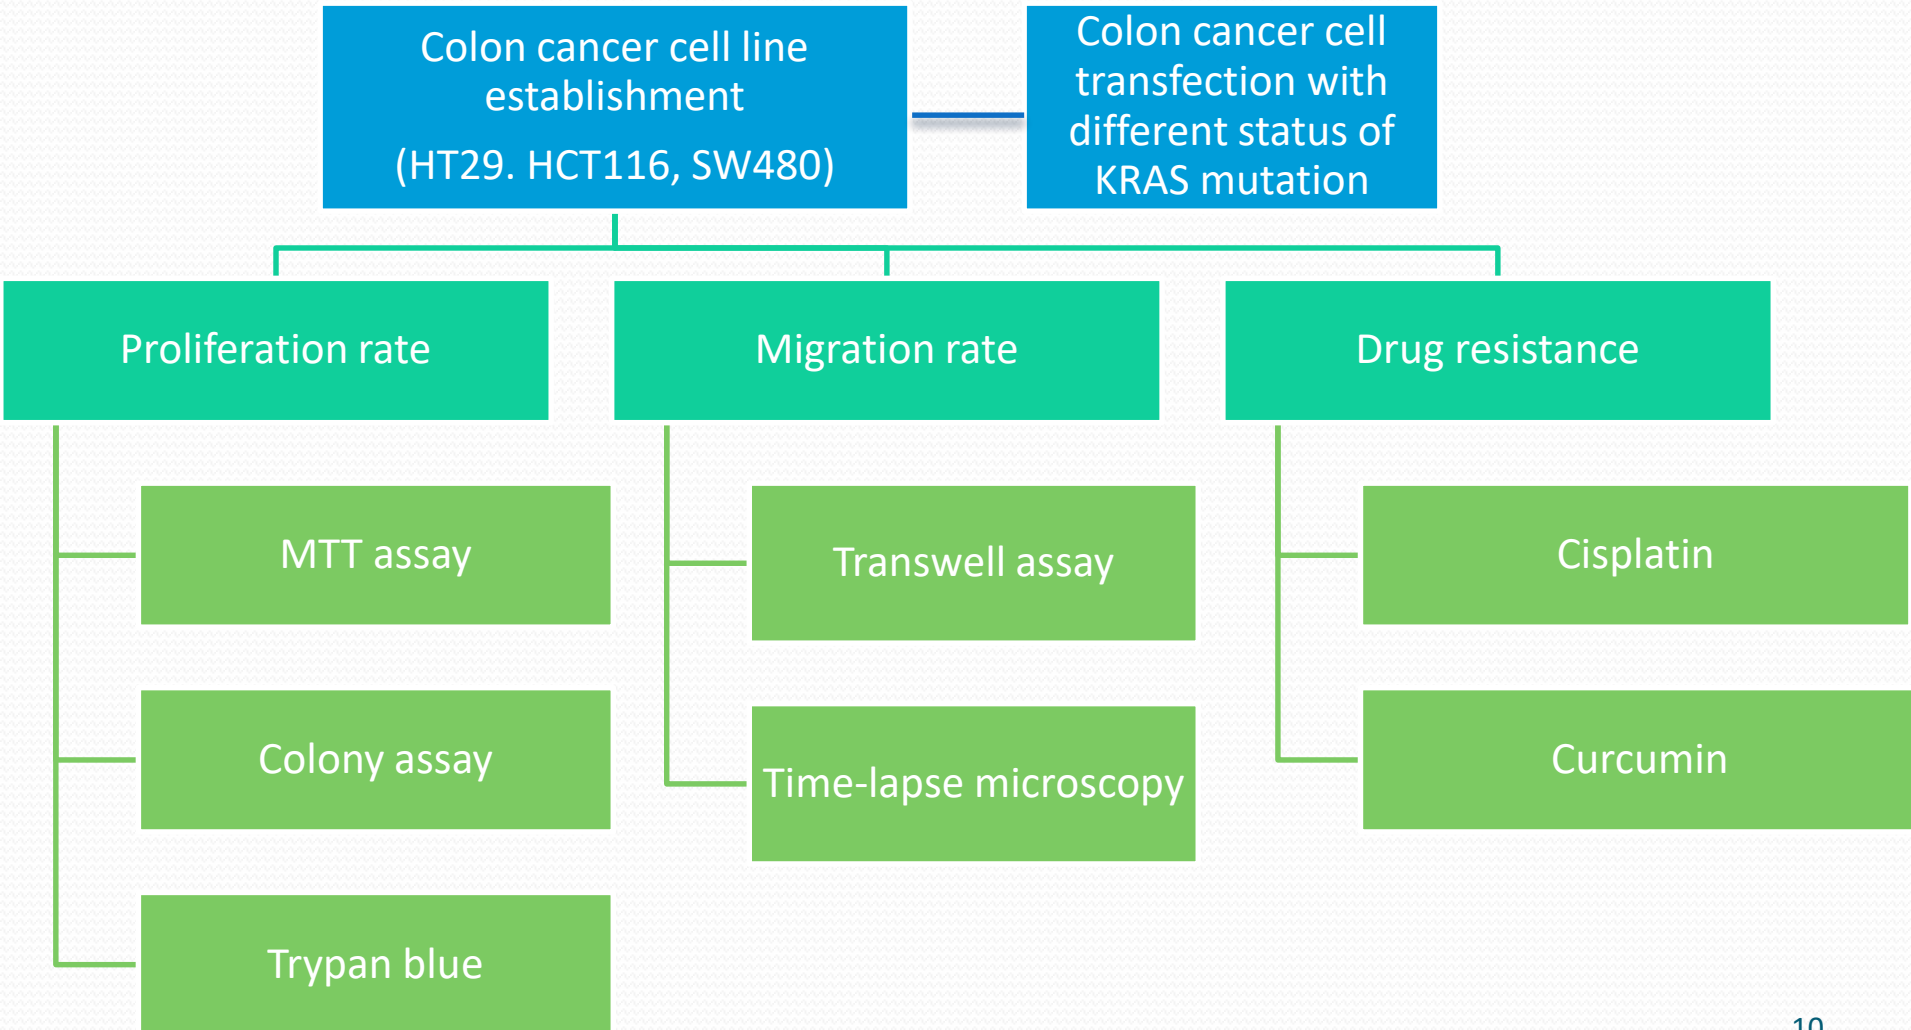 Colon cancer cell line
establishment
(HT29. HCT116, SW480)
Colon cancer cell
transfection with
different status of
KRAS mutation
Proliferation rate
Migration rate
Drug resistance
MTT assay
Colony assay
Trypan blue
Transwell assay
Time-lapse microscopy
Cisplatin
Curcumin
10